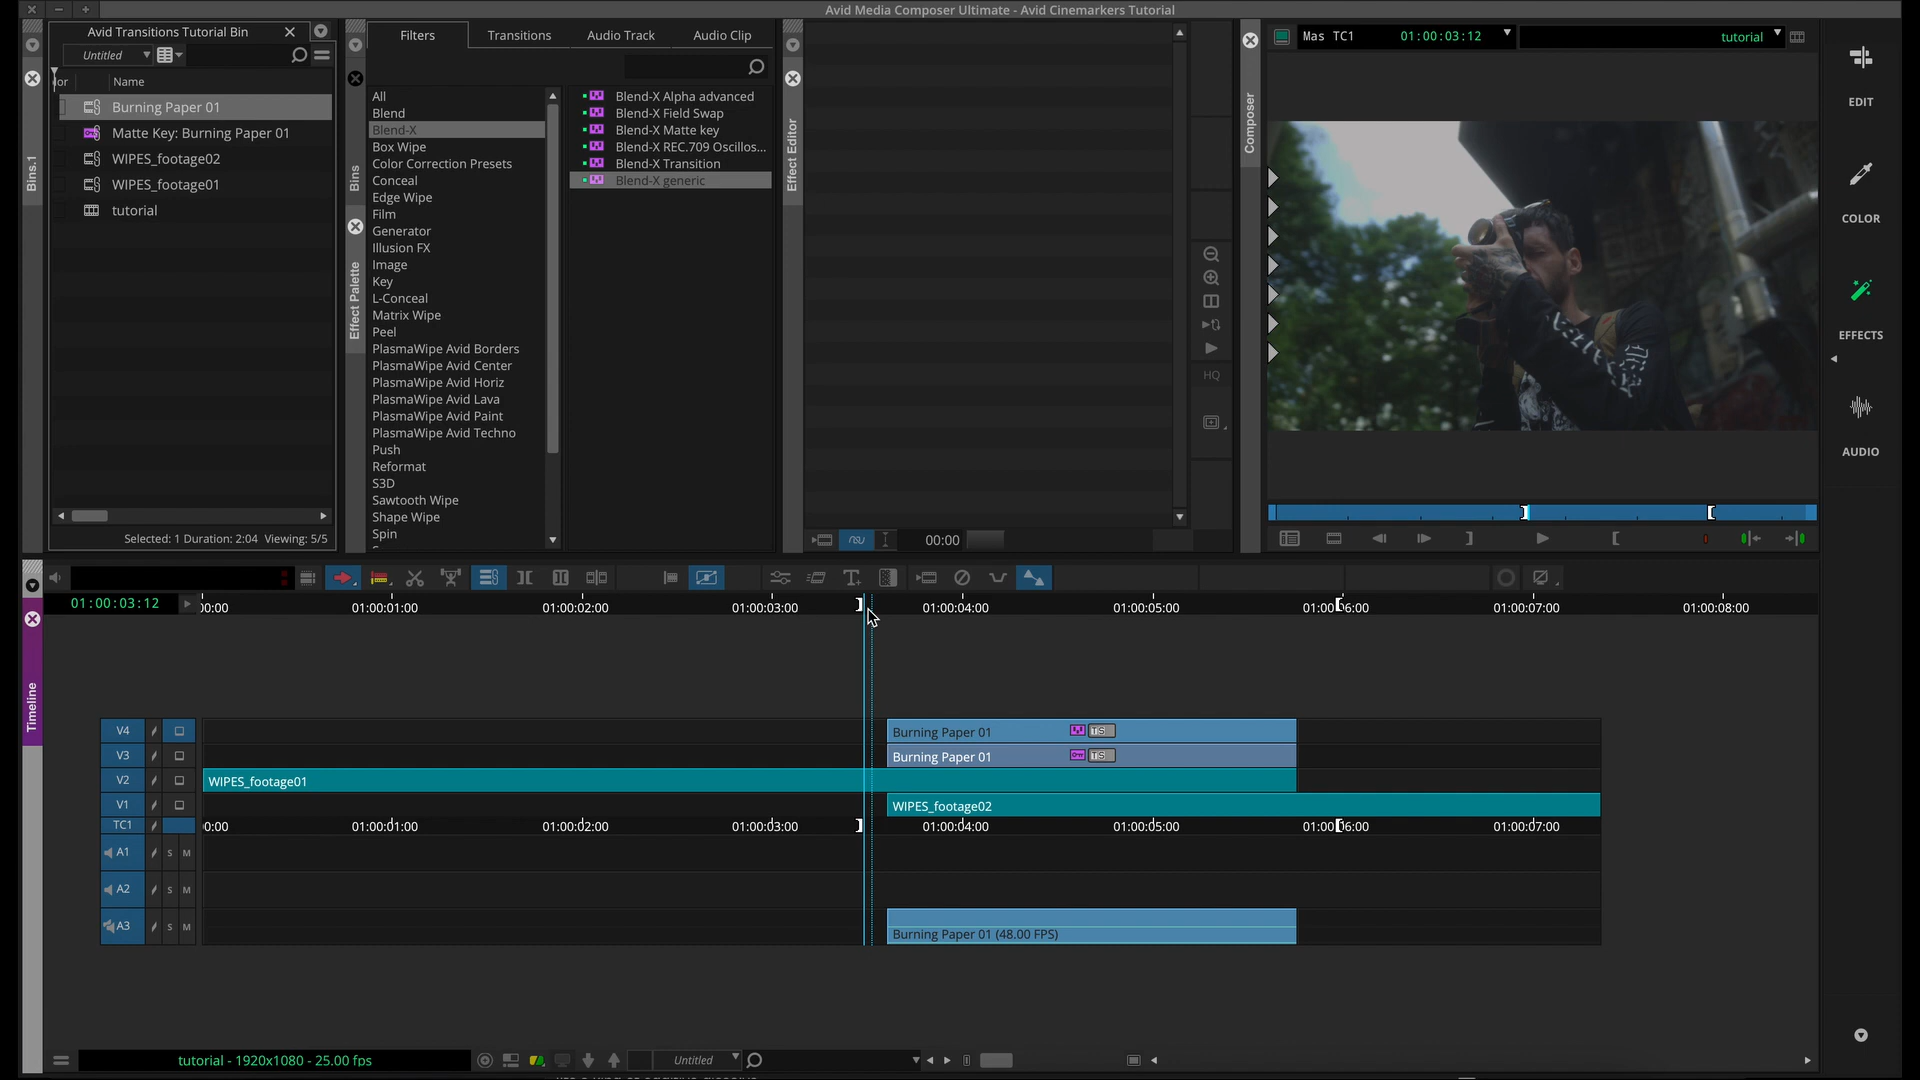 Avid Media Composer Ultimate - Avid Cinemarkers Tutorial
Avid Transitions Tutorial Bin
Untitled
or Name
Burning Paper 01
Matte Key: Burning Paper 01
WIPES_footage02
WIPES_footage01
tutorial
Selected: 1 Duration: 2:04 Viewing: 5/5
Bins.1
Bins
Effect Palette
Filters Transitions Audio Track Audio Clip
All
Blend
Blend-X
Box Wipe
Color Correction Presets
Conceal
Edge Wipe
Film
Generator
Illusion FX
Image
Key
L-Conceal
Matrix Wipe
Peel
PlasmaWipe Avid Borders
PlasmaWipe Avid Center
PlasmaWipe Avid Horiz
PlasmaWipe Avid Lava
PlasmaWipe Avid Paint
PlasmaWipe Avid Techno
Push
Reformat
S3D
Sawtooth Wipe
Shape Wipe
Spin
Blend-X Alpha advanced
Blend-X Field Swap
Blend-X Matte key
Blend-X REC.709 Oscillos...
Blend-X Transition
Blend-X generic
Effect Editor
HQ
00:00
Composer
Mas TC1 01:00:03:12 tutorial
EDIT
COLOR
EFFECTS
AUDIO
Timeline
01:00:03:12
00:00 01:00:01:00 01:00:02:00 01:00:03:00 01:00:04:00 01:00:05:00 01:00:06:00 01:00:07:00 01:00:08:00
V4 Burning Paper 01 TS
V3 Burning Paper 01 TS
V2 WIPES_footage01
V1 WIPES_footage02
TC1 0:00 01:00:01:00 01:00:02:00 01:00:03:00 01:00:04:00 01:00:05:00 01:00:06:00 01:00:07:00
A1 S M
A2 S M
A3 S M Burning Paper 01 (48.00 FPS)
tutorial - 1920x1080 - 25.00 fps Untitled